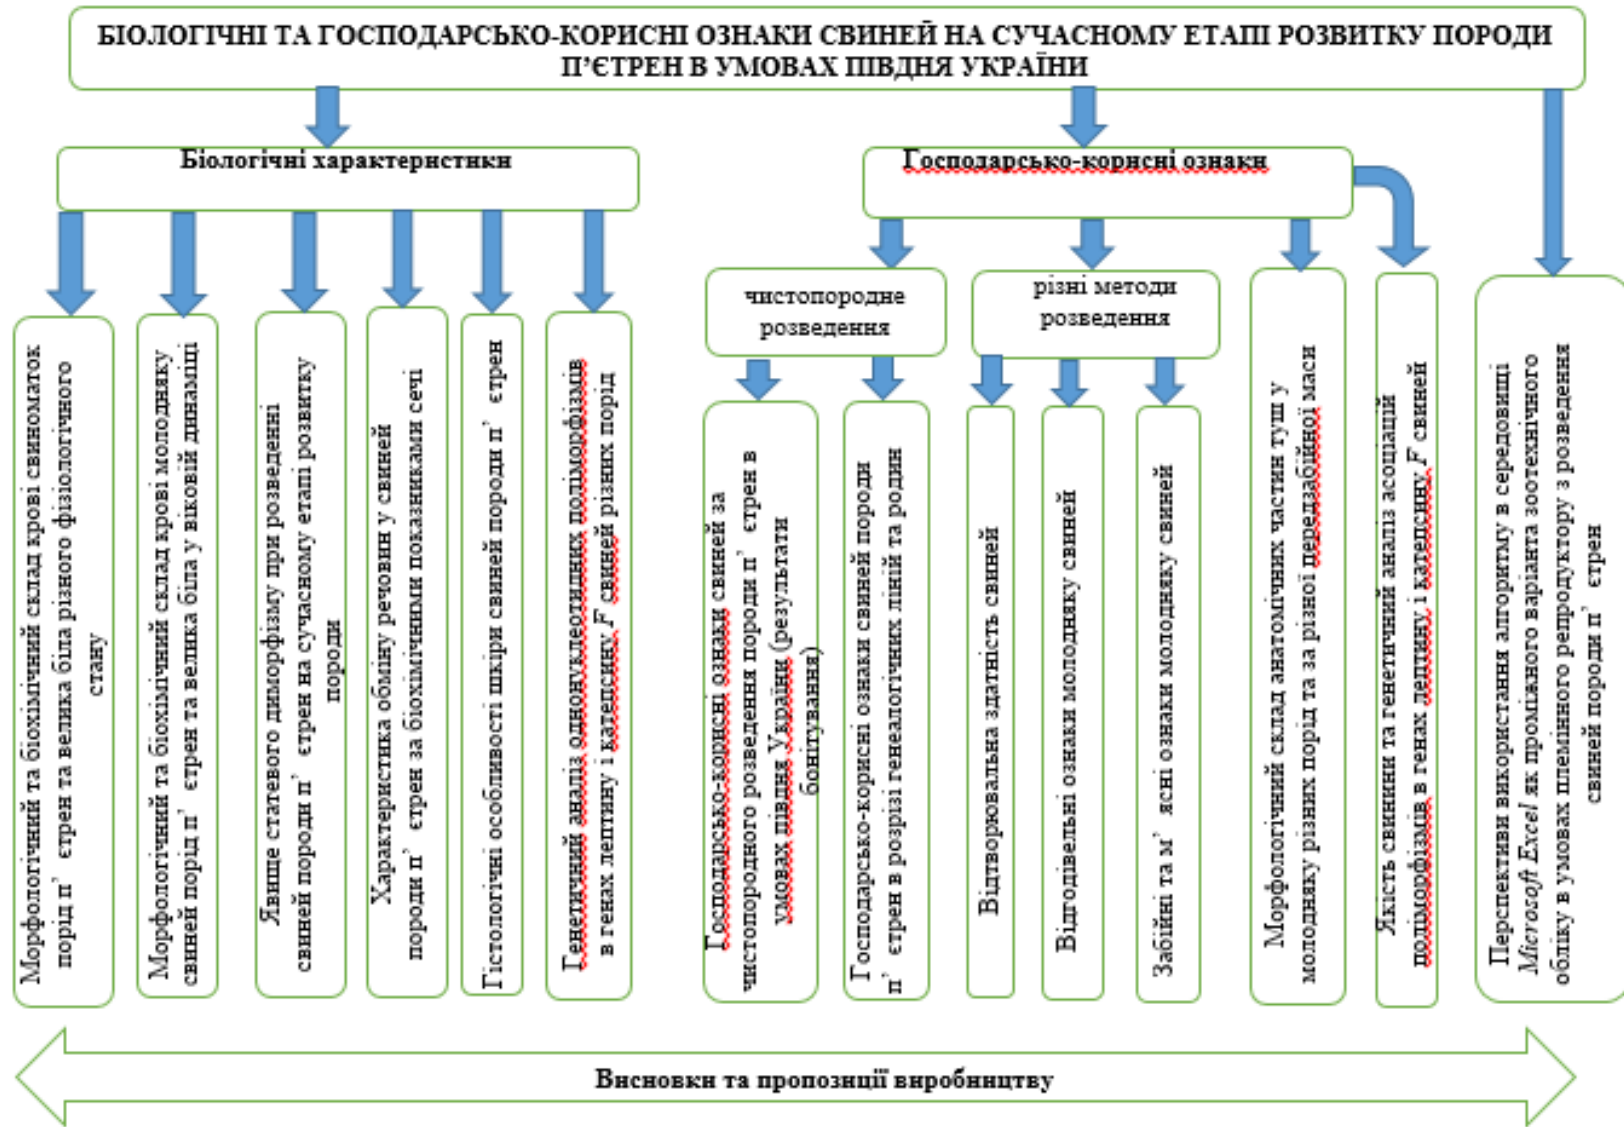 БІОЛОГІЧНІ ТА ГОСПОДАРСЬКО-КОРИСНІ ОЗНАКИ СВИНЕЙ НА СУЧАСНОМУ ЕТАПІ РОЗВИТКУ ПОРОДИ
П’ЄТРЕН В УМОВАХ ПІВДНЯ УКРАЇНИ
Біологічні характеристики
Господарсько-корисні ознаки
чистопородне
розведення
різні методи
розведення
Морфологічний та біохімічний склад крові свиноматок
порід п’єтрен та велика біла різного фізіологічного
стану
Морфологічний та біохімічний склад крові молодняку
свиней порід п’єтрен та велика біла у віковій динаміці
Явище статевого диморфізму при розведенні
свиней породи п’єтрен на сучасному етапі розвитку
породи
Характеристика обміну речовин у свиней
породи п’єтрен за біохімічними показниками сечі
Гістологічні особливості шкіри свиней породи п’єтрен
Генетичний аналіз однонуклеотидних поліморфізмів
в генах лептину і катепсину F свиней різних порід
Господарсько-корисні ознаки свиней за
чистопородного розведення породи п’єтрен в
умовах півдня України (результати
бонітування)
Господарсько-корисні ознаки свиней породи
п’єтрен в розрізі генеалогічних ліній та родин
Відтворювальна здатність свиней
Відгодівельні ознаки молодняку свиней
Забійні та м’ясні ознаки молодняку свиней
Морфологічний склад анатомічних частин туш у
молодняку різних порід та за різної передзабійної маси
Якість свинини та генетичний аналіз асоціацій
поліморфізмів в генах лептину і катепсину F свиней
Перспективи використання алгоритму в середовищі
Microsoft Excel як проміжного варіанта зоотехнічного
обліку в умовах племінного репродуктору з розведення
свиней породи п’єтрен
Висновки та пропозиції виробництву